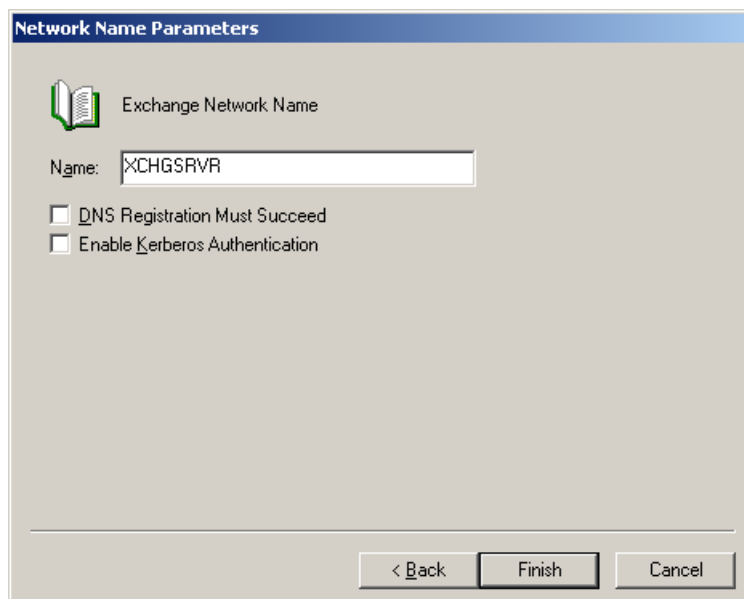 Network Name Parameters
Exchange Network Name
Name: XCHGSRVR
DNS Registration Must Succeed
Enable Kerberos Authentication
< Back Finish Cancel